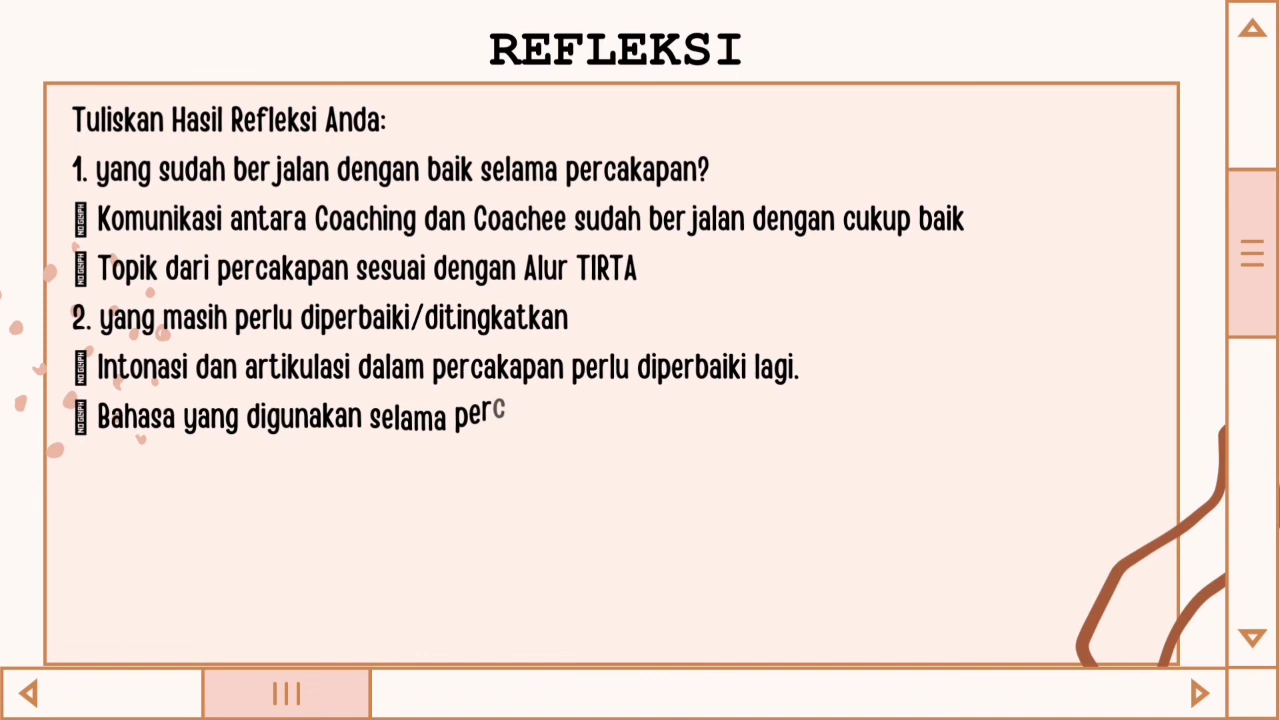 REFLEKSI
Tuliskan Hasil Refleksi Anda:
1. yang sudah berjalan dengan baik selama percakapan?
Komunikasi antara Coaching dan Coachee sudah berjalan dengan cukup baik
Topik dari percakapan sesuai dengan Alur TIRTA
2. yang masih perlu diperbaiki/ditingkatkan
Intonasi dan artikulasi dalam percakapan perlu diperbaiki lagi.
Bahasa yang digunakan selama perc